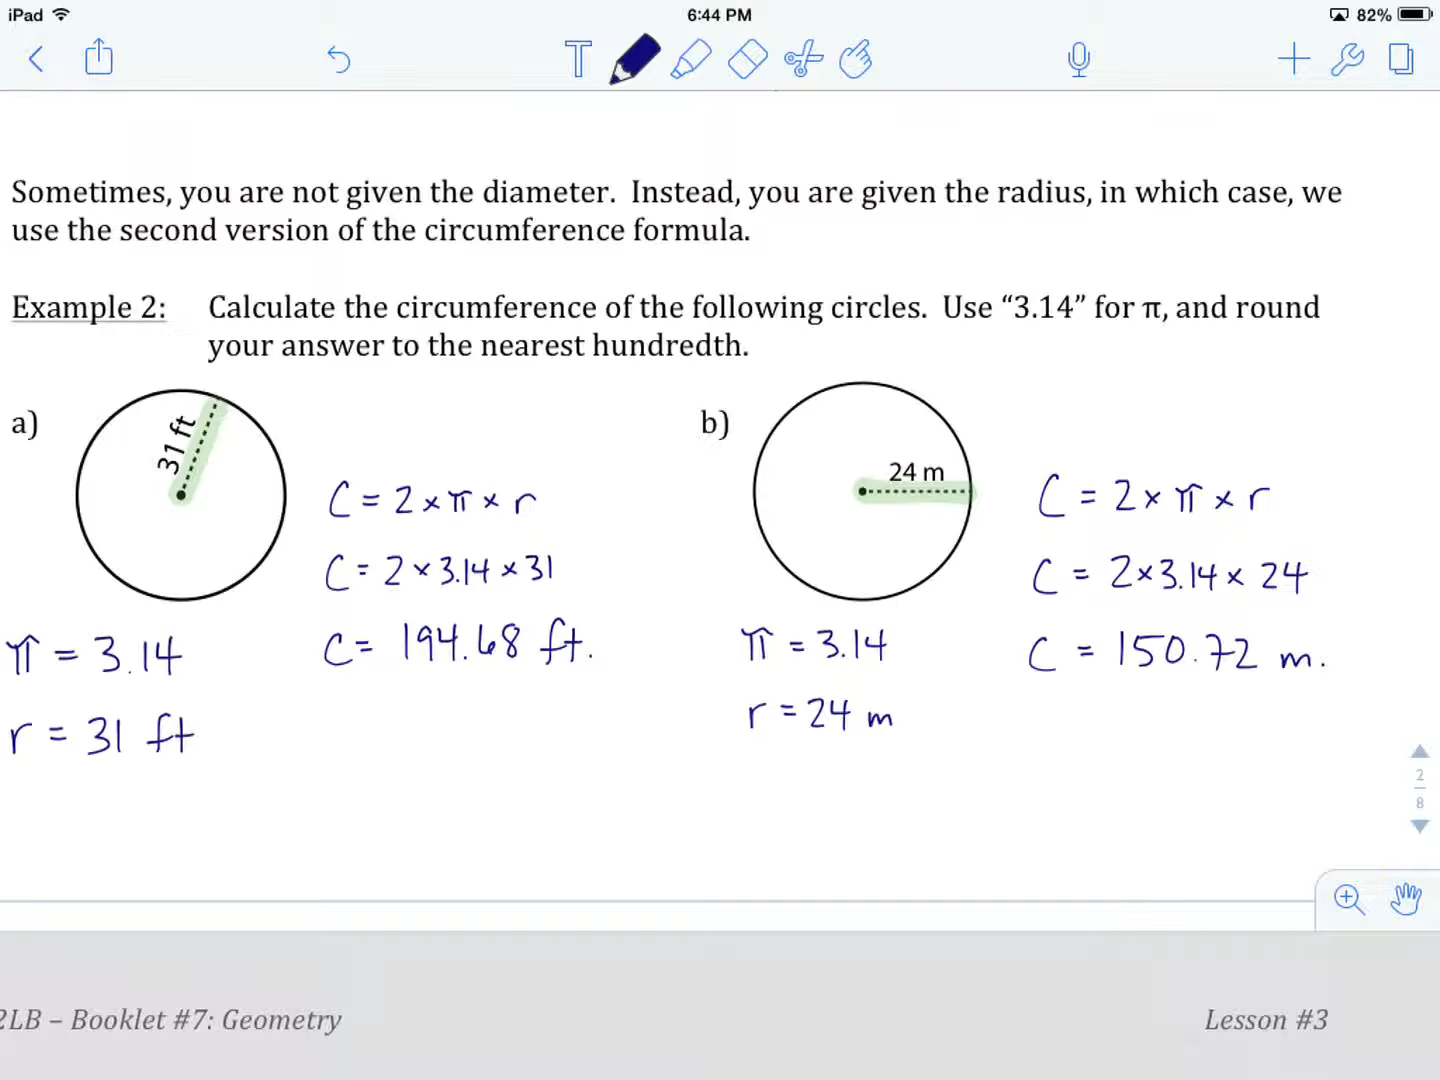 iPad 6:44 PM 82%
T
Sometimes, you are not given the diameter. Instead, you are given the radius, in which case, we
use the second version of the circumference formula.
Example 2: Calculate the circumference of the following circles. Use “3.14” for π, and round
your answer to the nearest hundredth.
a)
31 ft
C = 2 × π × r
C = 2 × 3.14 × 31
C = 194.68 ft.
π = 3.14
r = 31 ft
b)
24 m
C = 2 × π × r
C = 2 × 3.14 × 24
C = 150.72 m.
π = 3.14
r = 24 m
2
8
2LB – Booklet #7: Geometry Lesson #3